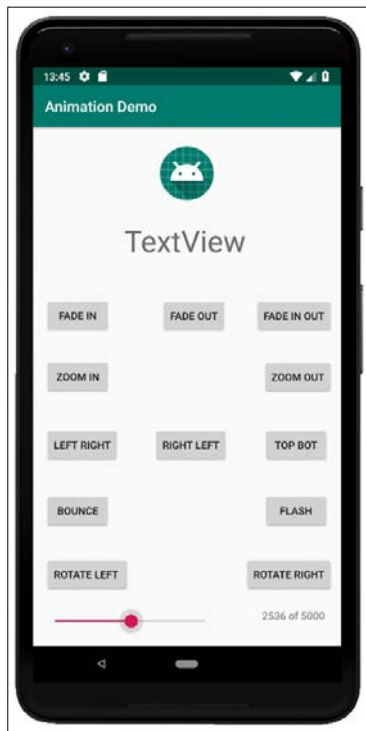 13:45
Animation Demo
TextView
FADE IN FADE OUT FADE IN OUT
ZOOM IN ZOOM OUT
LEFT RIGHT RIGHT LEFT TOP BOT
BOUNCE FLASH
ROTATE LEFT ROTATE RIGHT
2536 of 5000